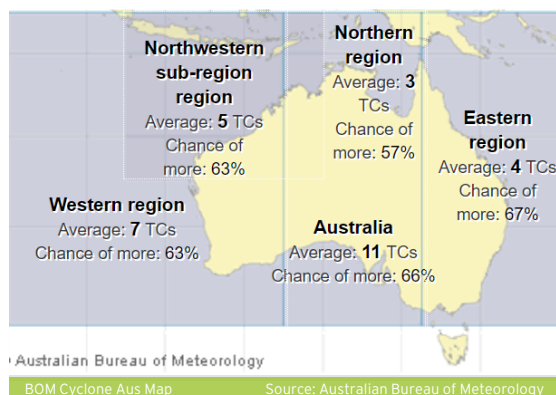 Northwestern
sub-region
region
Average: 5 TCs
Chance of
more: 63%
Northern
region
Average: 3
TCs
Chance of
more: 57%
Eastern
region
Average: 4 TCs
Chance of
more: 67%
Western region
Average: 7 TCs
Chance of more: 63%
Australia
Average: 11 TCs
Chance of more: 66%
Australian Bureau of Meteorology
BOM Cyclone Aus Map
Source: Australian Bureau of Meteorology